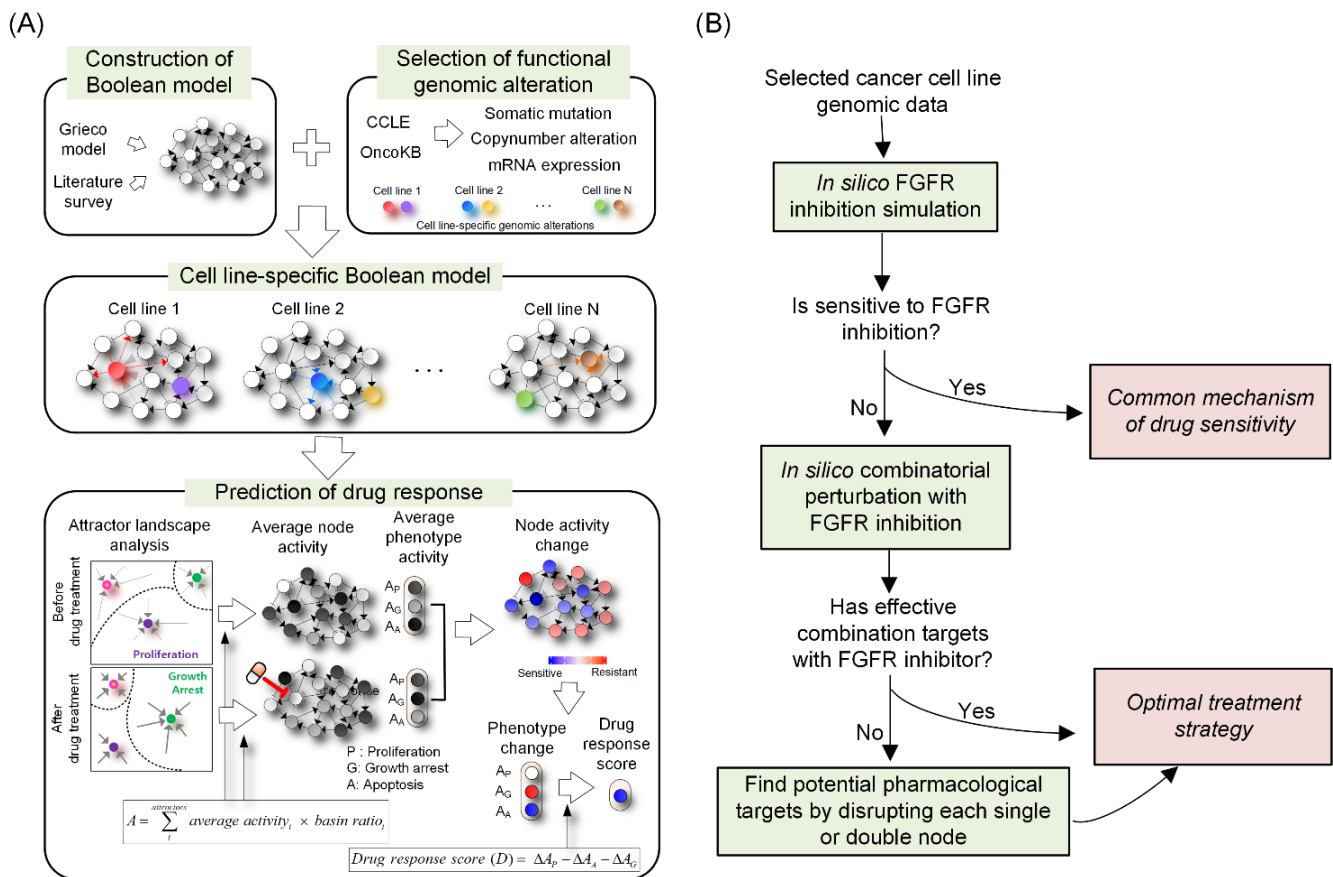 (A)
Construction of
Boolean model
Grieco
model
Literature
survey
Selection of functional
genomic alteration
CCLE
OncoKB
Somatic mutation
Copynumber alteration
mRNA expression
Cell line 1
Cell line 2
...
Cell line N
Cell line-specific genomic alterations
Cell line-specific Boolean model
Cell line 1
Cell line 2
...
Cell line N
Prediction of drug response
Attractor landscape
analysis
Before
drug treatment
Proliferation
After
drug treatment
Growth
Arrest
Average node
activity
Average
phenotype
activity
A_P
A_G
A_A
A_P
A_G
A_A
P : Proliferation
G: Growth arrest
A: Apoptosis
Node activity
change
Sensitive
Resistant
Phenotype
change
A_P
A_G
A_A
Drug
response
score
A = ∑_i^attractors average activity_i × basin ratio_i
Drug response score (D) = ΔA_P − ΔA_A − ΔA_G
(B)
Selected cancer cell line
genomic data
In silico FGFR
inhibition simulation
Is sensitive to FGFR
inhibition?
Yes
No
Common mechanism
of drug sensitivity
In silico combinatorial
perturbation with
FGFR inhibition
Has effective
combination targets
with FGFR inhibitor?
Yes
No
Optimal treatment
strategy
Find potential pharmacological
targets by disrupting each single
or double node